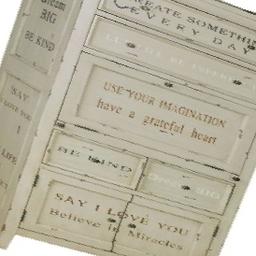 CREATE SOMETHING
EVERY DAY
USE YOUR IMAGINATION
have a grateful heart
BE KIND
Dream BIG
SAY I LOVE YOU
Believe in Miracles
Dream
BIG
BE KIND
SAY
I LOVE YOU
LIFE